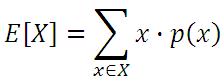 E[X] = ∑ x · p(x)
x∈X